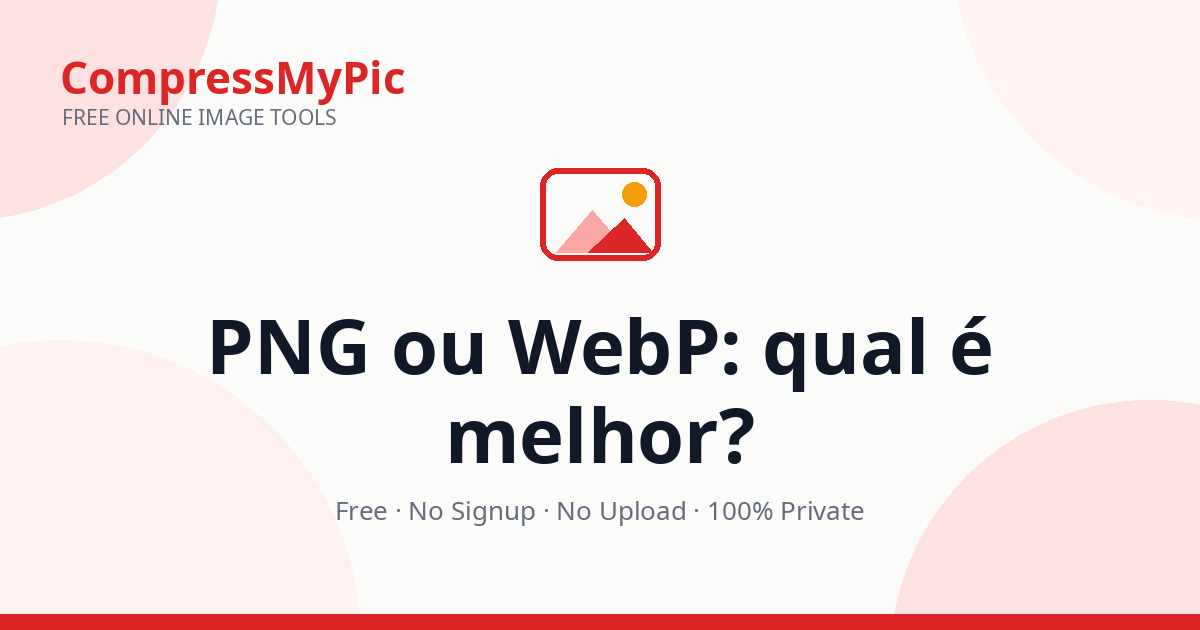 CompressMyPic
FREE ONLINE IMAGE TOOLS
PNG ou WebP: qual é
melhor?
Free · No Signup · No Upload · 100% Private